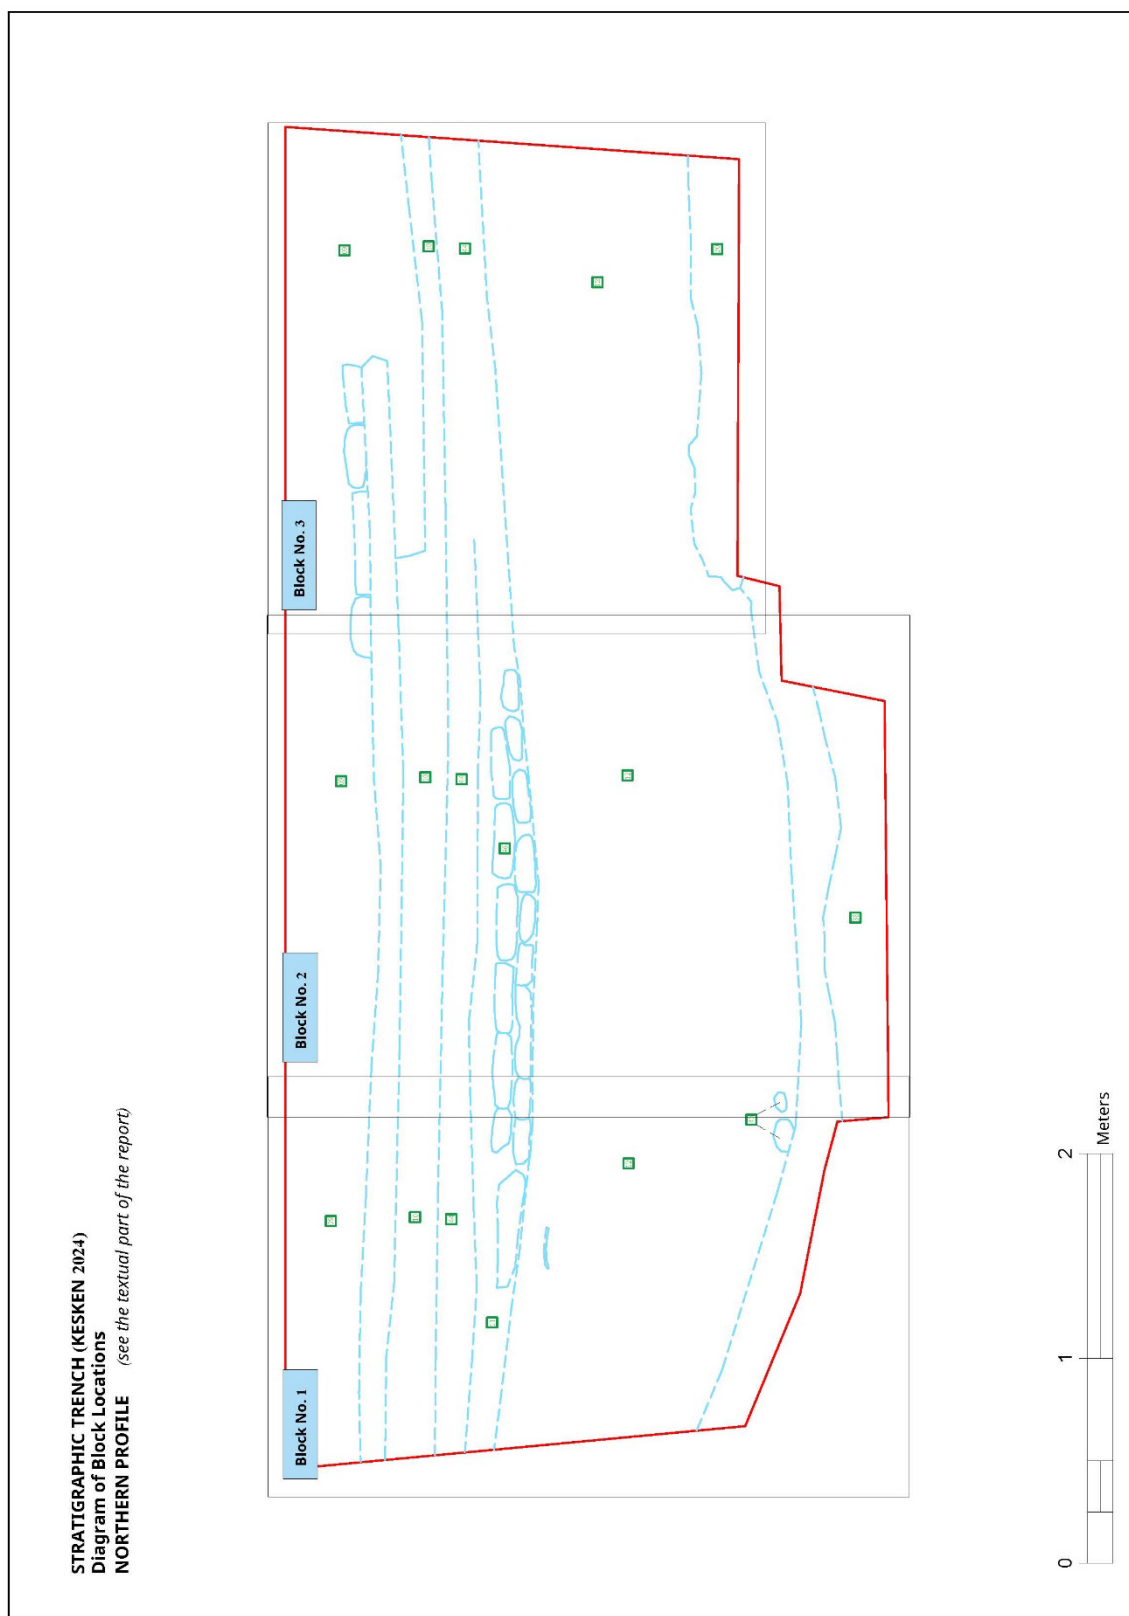 STRATIGRAPHIC TRENCH (KESKEN 2024)
Diagram of Block Locations
NORTHERN PROFILE (see the textual part of the report)
Block No. 1
Block No. 2
Block No. 3
0 1 2
Meters